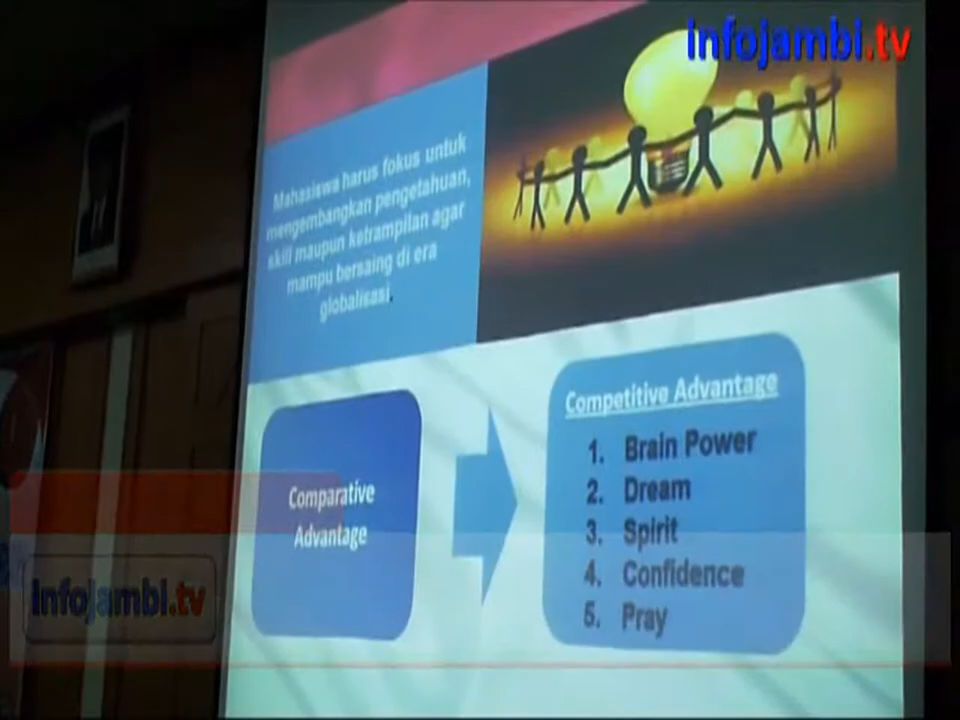 infojambi.tv
Mahasiswa harus fokus untuk
mengembangkan pengetahuan,
skill maupun ketrampilan agar
mampu bersaing di era
globalisasi.
Comparative
Advantage
Competitive Advantage
1. Brain Power
2. Dream
3. Spirit
4. Confidence
5. Pray
infojambi.tv